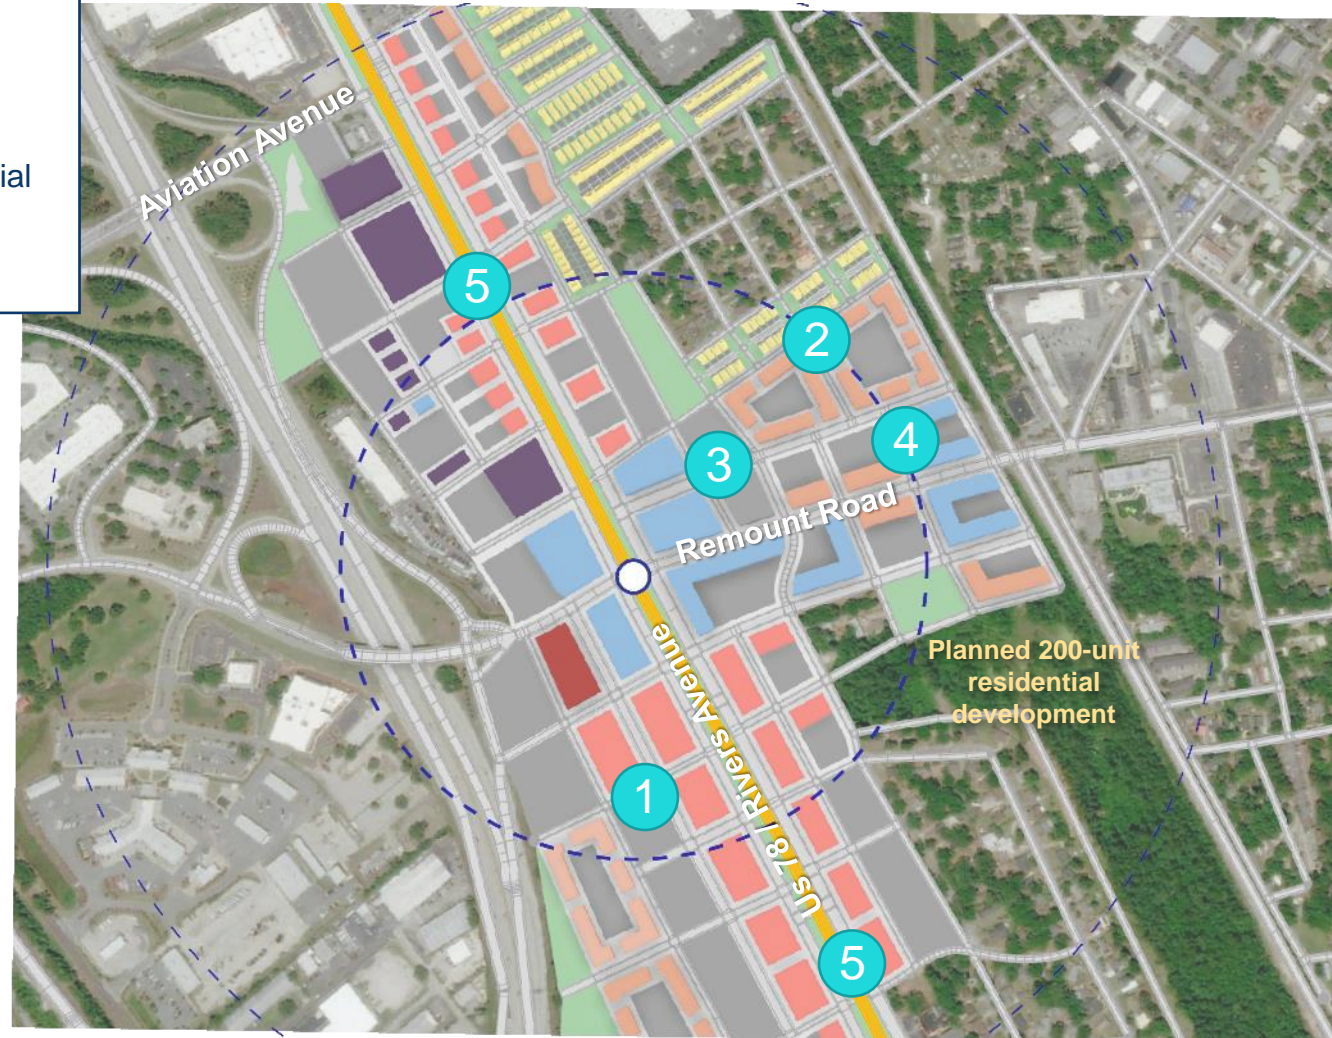 ial
Aviation Avenue
5
2
4
3
Remount Road
Planned 200-unit
residential
development
US 78 / Rivers Avenue
1
5